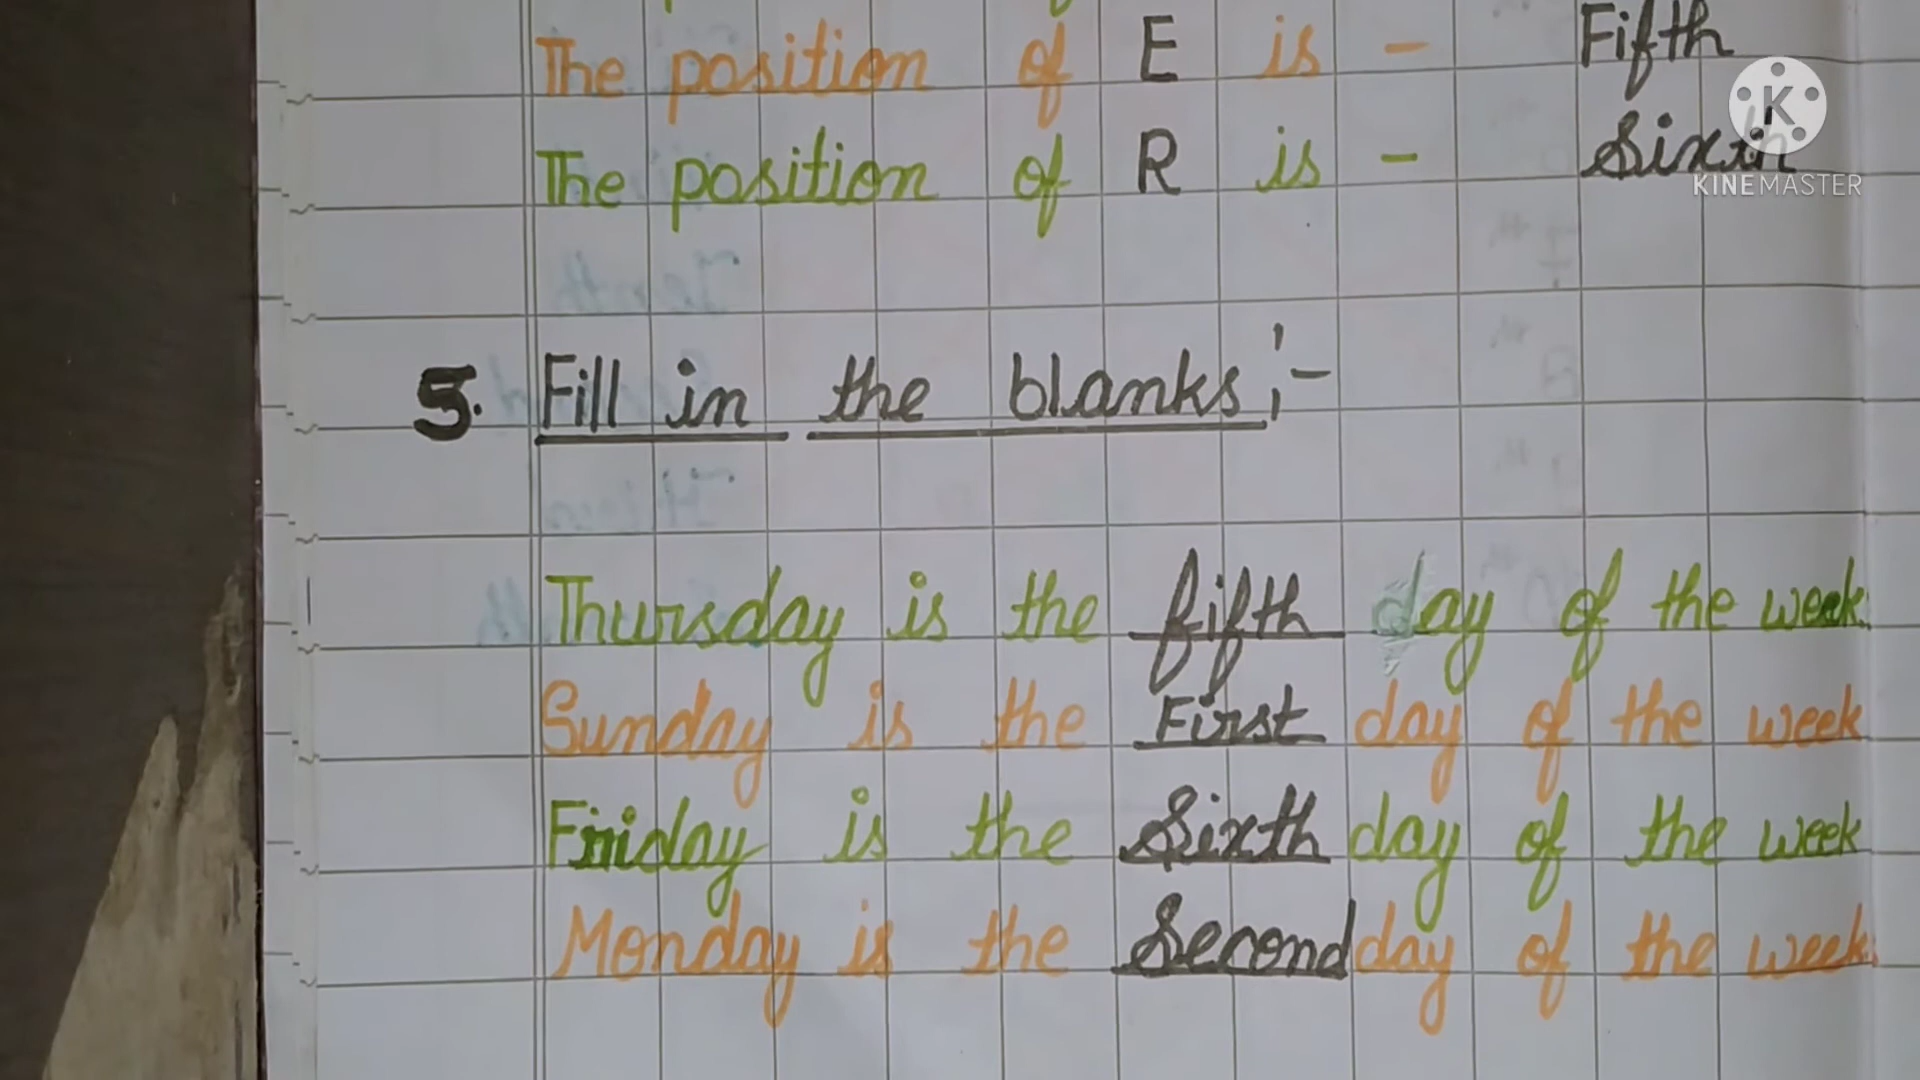 The position of E is - Fifth
The position of R is - Sixth
KINEMASTER
5. Fill in the blanks:-
Thursday is the fifth day of the week.
Sunday is the First day of the week
Friday is the Sixth day of the week
Monday is the Second day of the week.